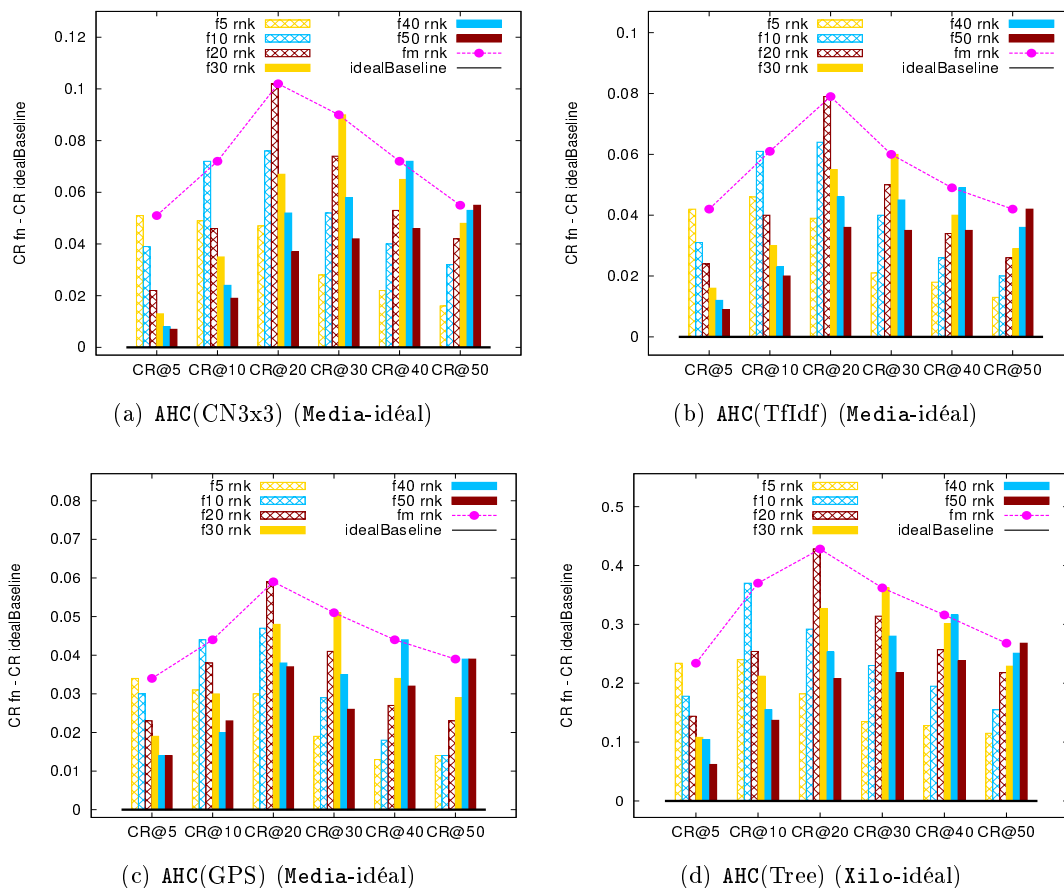 0.12
0.1
0.08
0.06
0.04
0.02
0
CR fn - CR idealBaseline
f5 rnk
f10 rnk
f20 rnk
f30 rnk
f40 rnk
f50 rnk
fm rnk
idealBaseline
CR@5 CR@10 CR@20 CR@30 CR@40 CR@50
(a) AHC(CN3x3) (Media-idéal)
0.1
0.08
0.06
0.04
0.02
0
CR fn - CR idealBaseline
f5 rnk
f10 rnk
f20 rnk
f30 rnk
f40 rnk
f50 rnk
fm rnk
idealBaseline
CR@5 CR@10 CR@20 CR@30 CR@40 CR@50
(b) AHC(TfIdf) (Media-idéal)
0.08
0.07
0.06
0.05
0.04
0.03
0.02
0.01
0
CR fn - CR idealBaseline
f5 rnk
f10 rnk
f20 rnk
f30 rnk
f40 rnk
f50 rnk
fm rnk
idealBaseline
CR@5 CR@10 CR@20 CR@30 CR@40 CR@50
(c) AHC(GPS) (Media-idéal)
0.5
0.4
0.3
0.2
0.1
0
CR fn - CR idealBaseline
f5 rnk
f10 rnk
f20 rnk
f30 rnk
f40 rnk
f50 rnk
fm rnk
idealBaseline
CR@5 CR@10 CR@20 CR@30 CR@40 CR@50
(d) AHC(Tree) (Xilo-idéal)